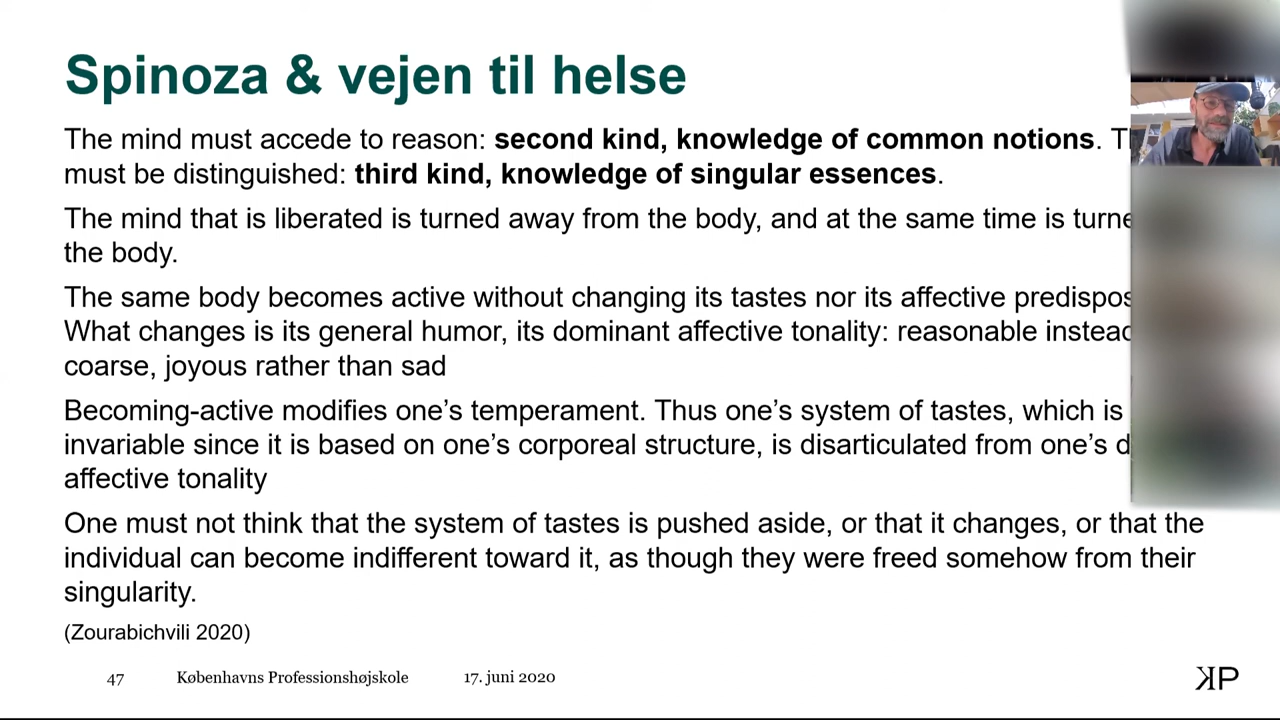 Spinoza & vejen til helse
The mind must accede to reason: second kind, knowledge of common notions.
must be distinguished: third kind, knowledge of singular essences.
The mind that is liberated is turned away from the body, and at the same time is
the body.
The same body becomes active without changing its tastes nor its affective
What changes is its general humor, its dominant affective tonality: reasonable
coarse, joyous rather than sad
Becoming-active modifies one’s temperament. Thus one’s system of tastes, which is
invariable since it is based on one’s corporeal structure, is disarticulated from one’s
affective tonality
One must not think that the system of tastes is pushed aside, or that it changes, or that the
individual can become indifferent toward it, as though they were freed somehow from their
singularity.
(Zourabichvili 2020)
47 Københavns Professionshøjskole 17. juni 2020
KP